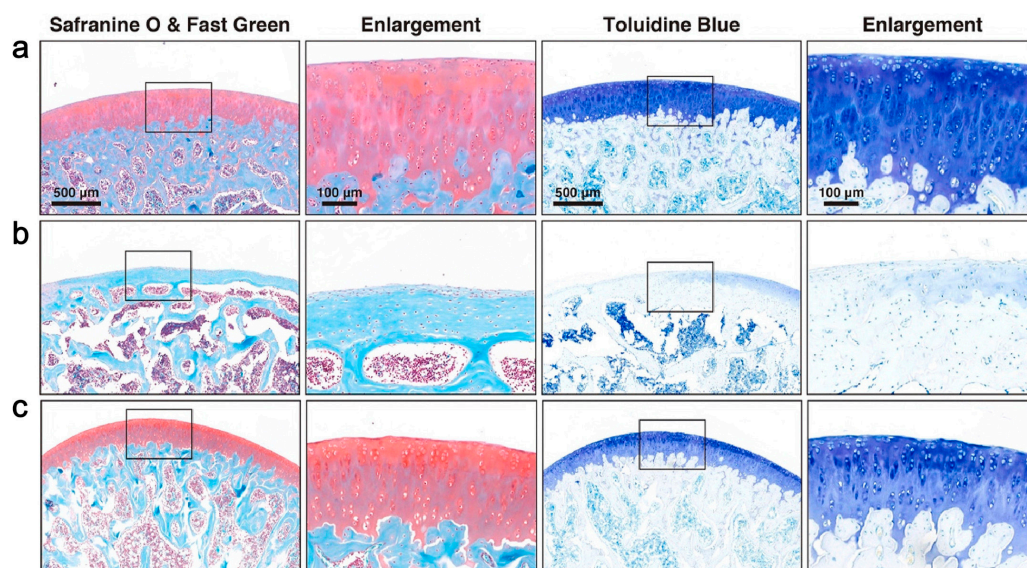 Safranine O & Fast Green Enlargement Toluidine Blue Enlargement
a
500 µm 100 µm 500 µm 100 µm
b
c